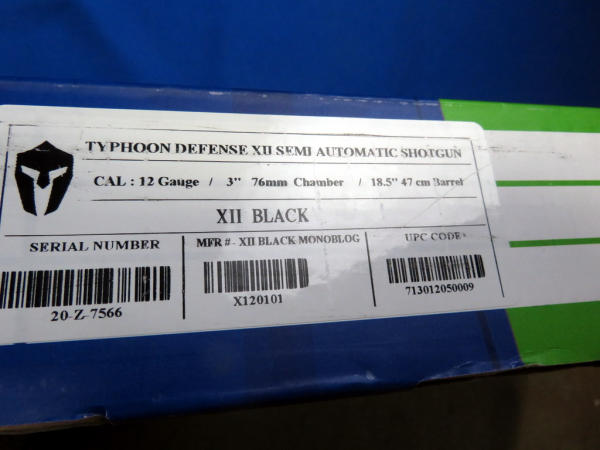 TYPHOON DEFENSE XII SEMI AUTOMATIC SHOTGUN
CAL : 12 Gauge / 3" 76mm Chamber / 18.5" 47 cm Barrel
XII BLACK
SERIAL NUMBER
20-Z-7566
MFR #- XII BLACK-MONOBLOG
X120101
UPC CODE
713012050009